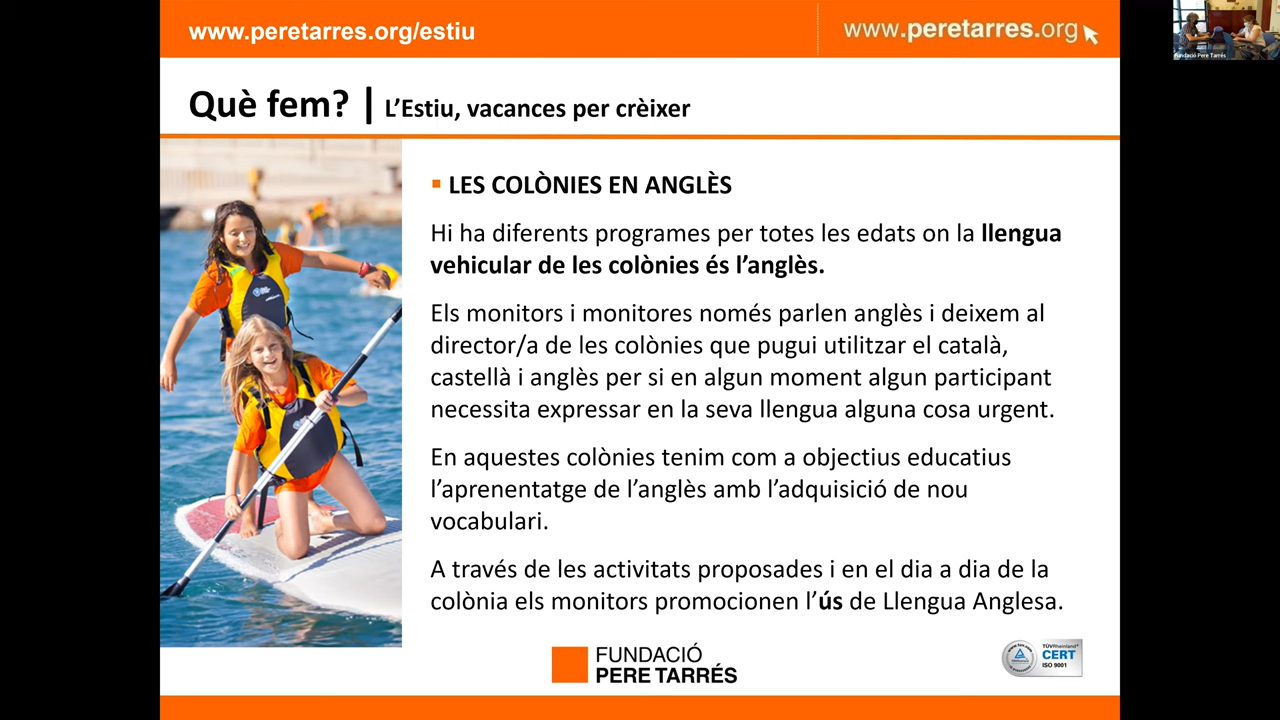 www.peretarres.org/estiu
www.peretarres.org
Fundació Pere Tarrés
Què fem? | L’Estiu, vacances per crèixer
▪ LES COLÒNIES EN ANGLÈS
Hi ha diferents programes per totes les edats on la llengua
vehicular de les colònies és l’anglès.
Els monitors i monitores només parlen anglès i deixem al
director/a de les colònies que pugui utilitzar el català,
castellà i anglès per si en algun moment algun participant
necessita expressar en la seva llengua alguna cosa urgent.
En aquestes colònies tenim com a objectius educatius
l’aprenentatge de l’anglès amb l’adquisició de nou
vocabulari.
A través de les activitats proposades i en el dia a dia de la
colònia els monitors promocionen l’ús de Llengua Anglesa.
FUNDACIÓ
PERE TARRÉS
TÜVRheinland
CERT
ISO 9001